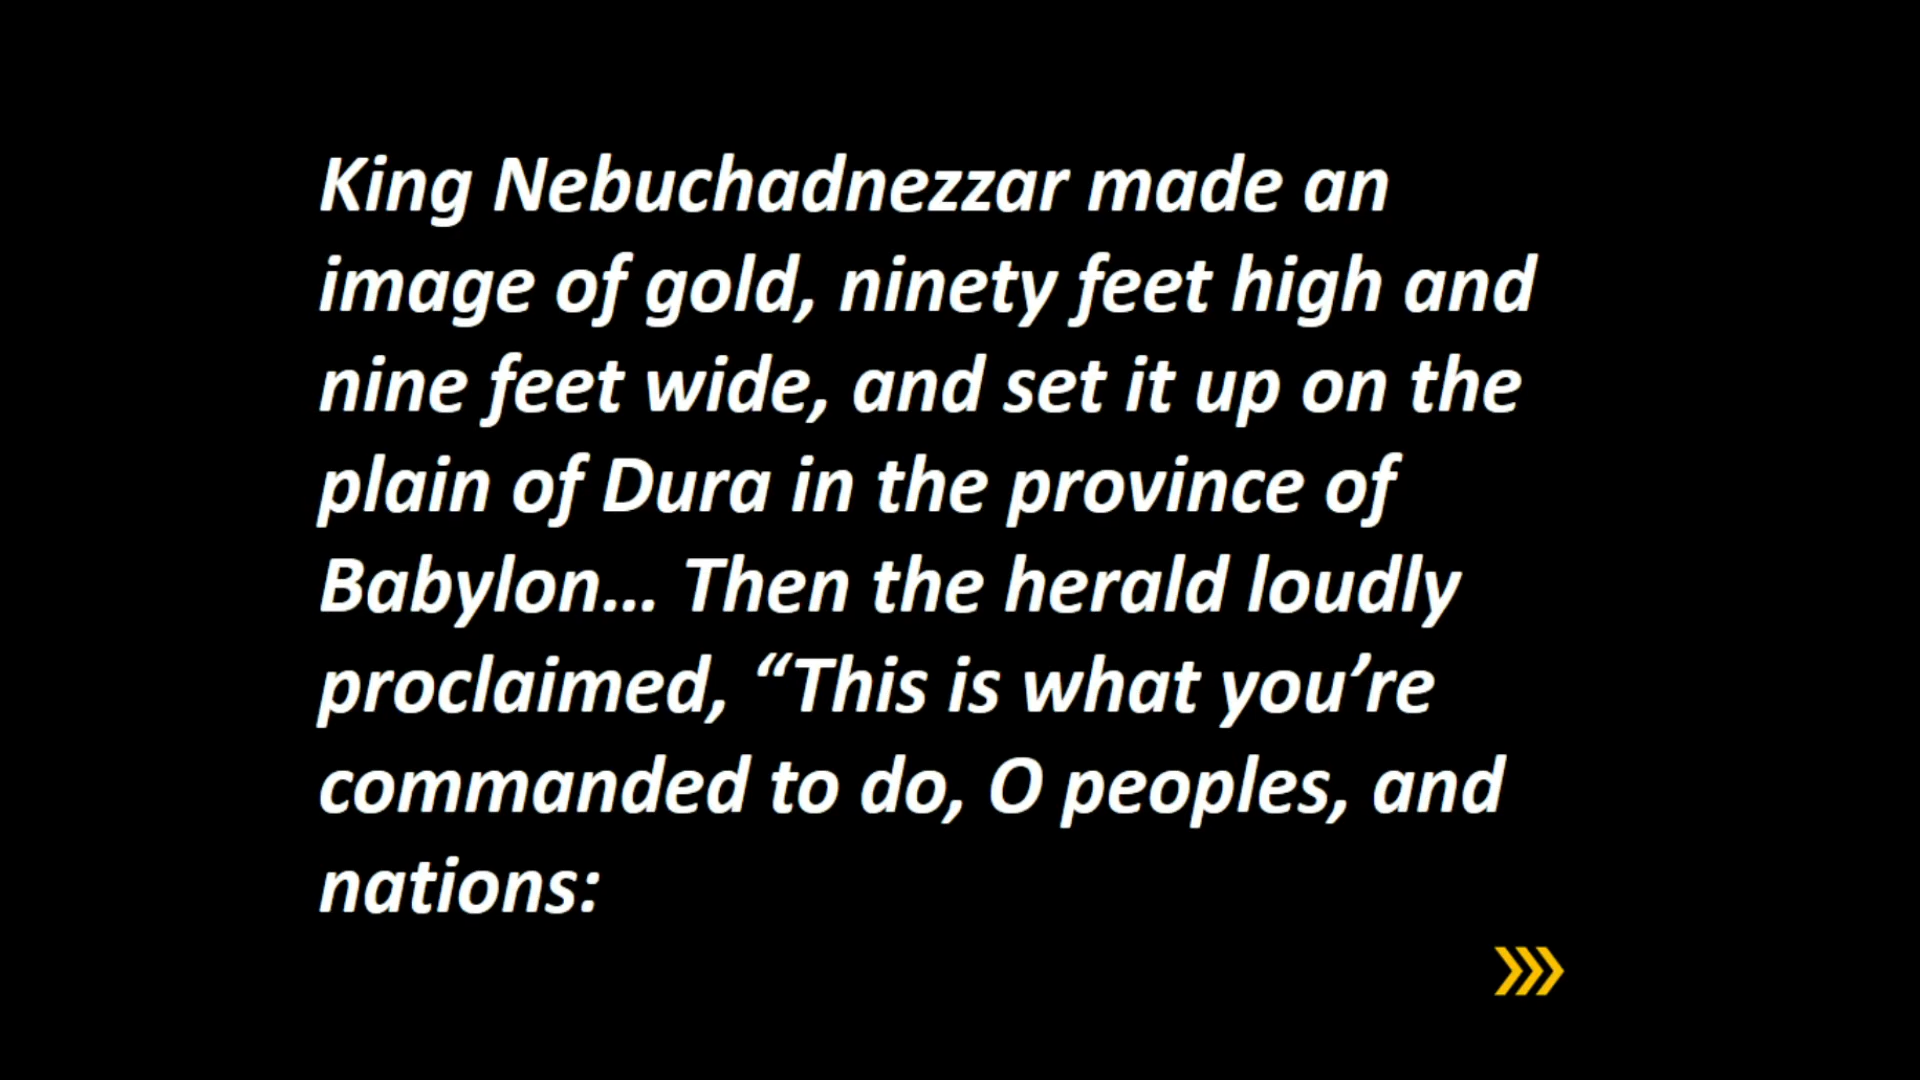 King Nebuchadnezzar made an
image of gold, ninety feet high and
nine feet wide, and set it up on the
plain of Dura in the province of
Babylon… Then the herald loudly
proclaimed, “This is what you’re
commanded to do, O peoples, and
nations: